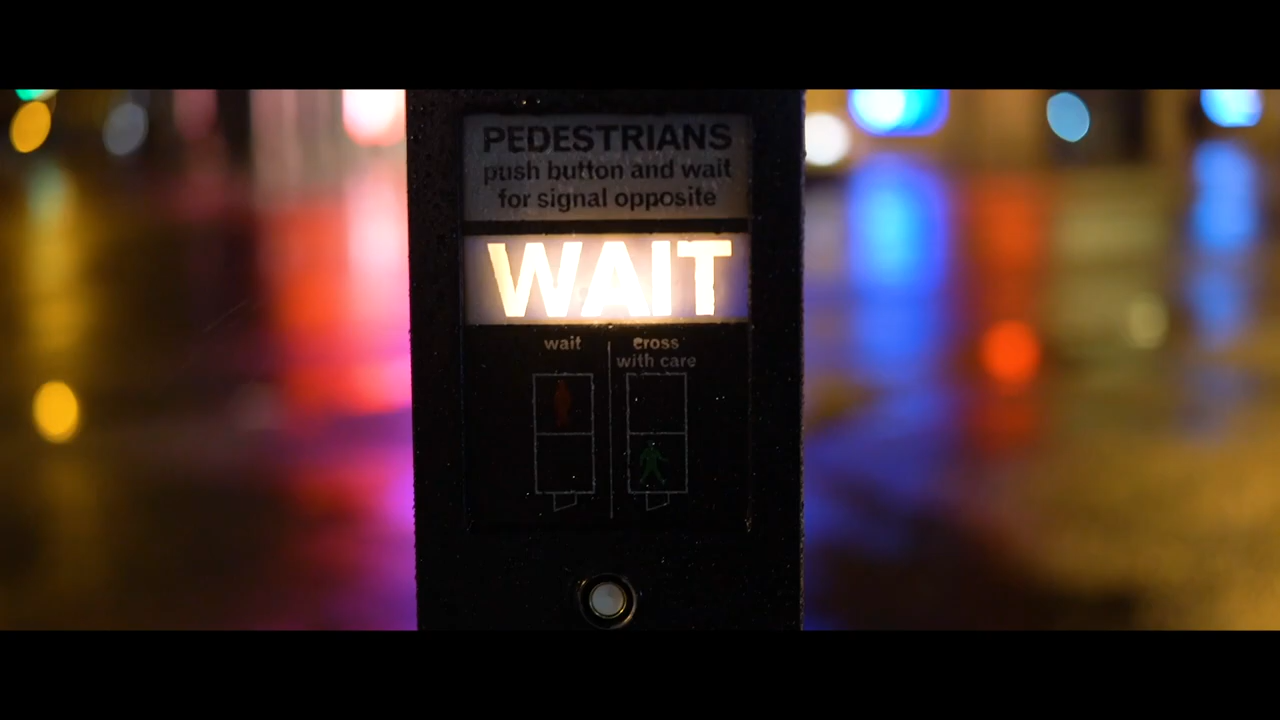 PEDESTRIANS
push button and wait
for signal opposite
WAIT
wait
cross
with care